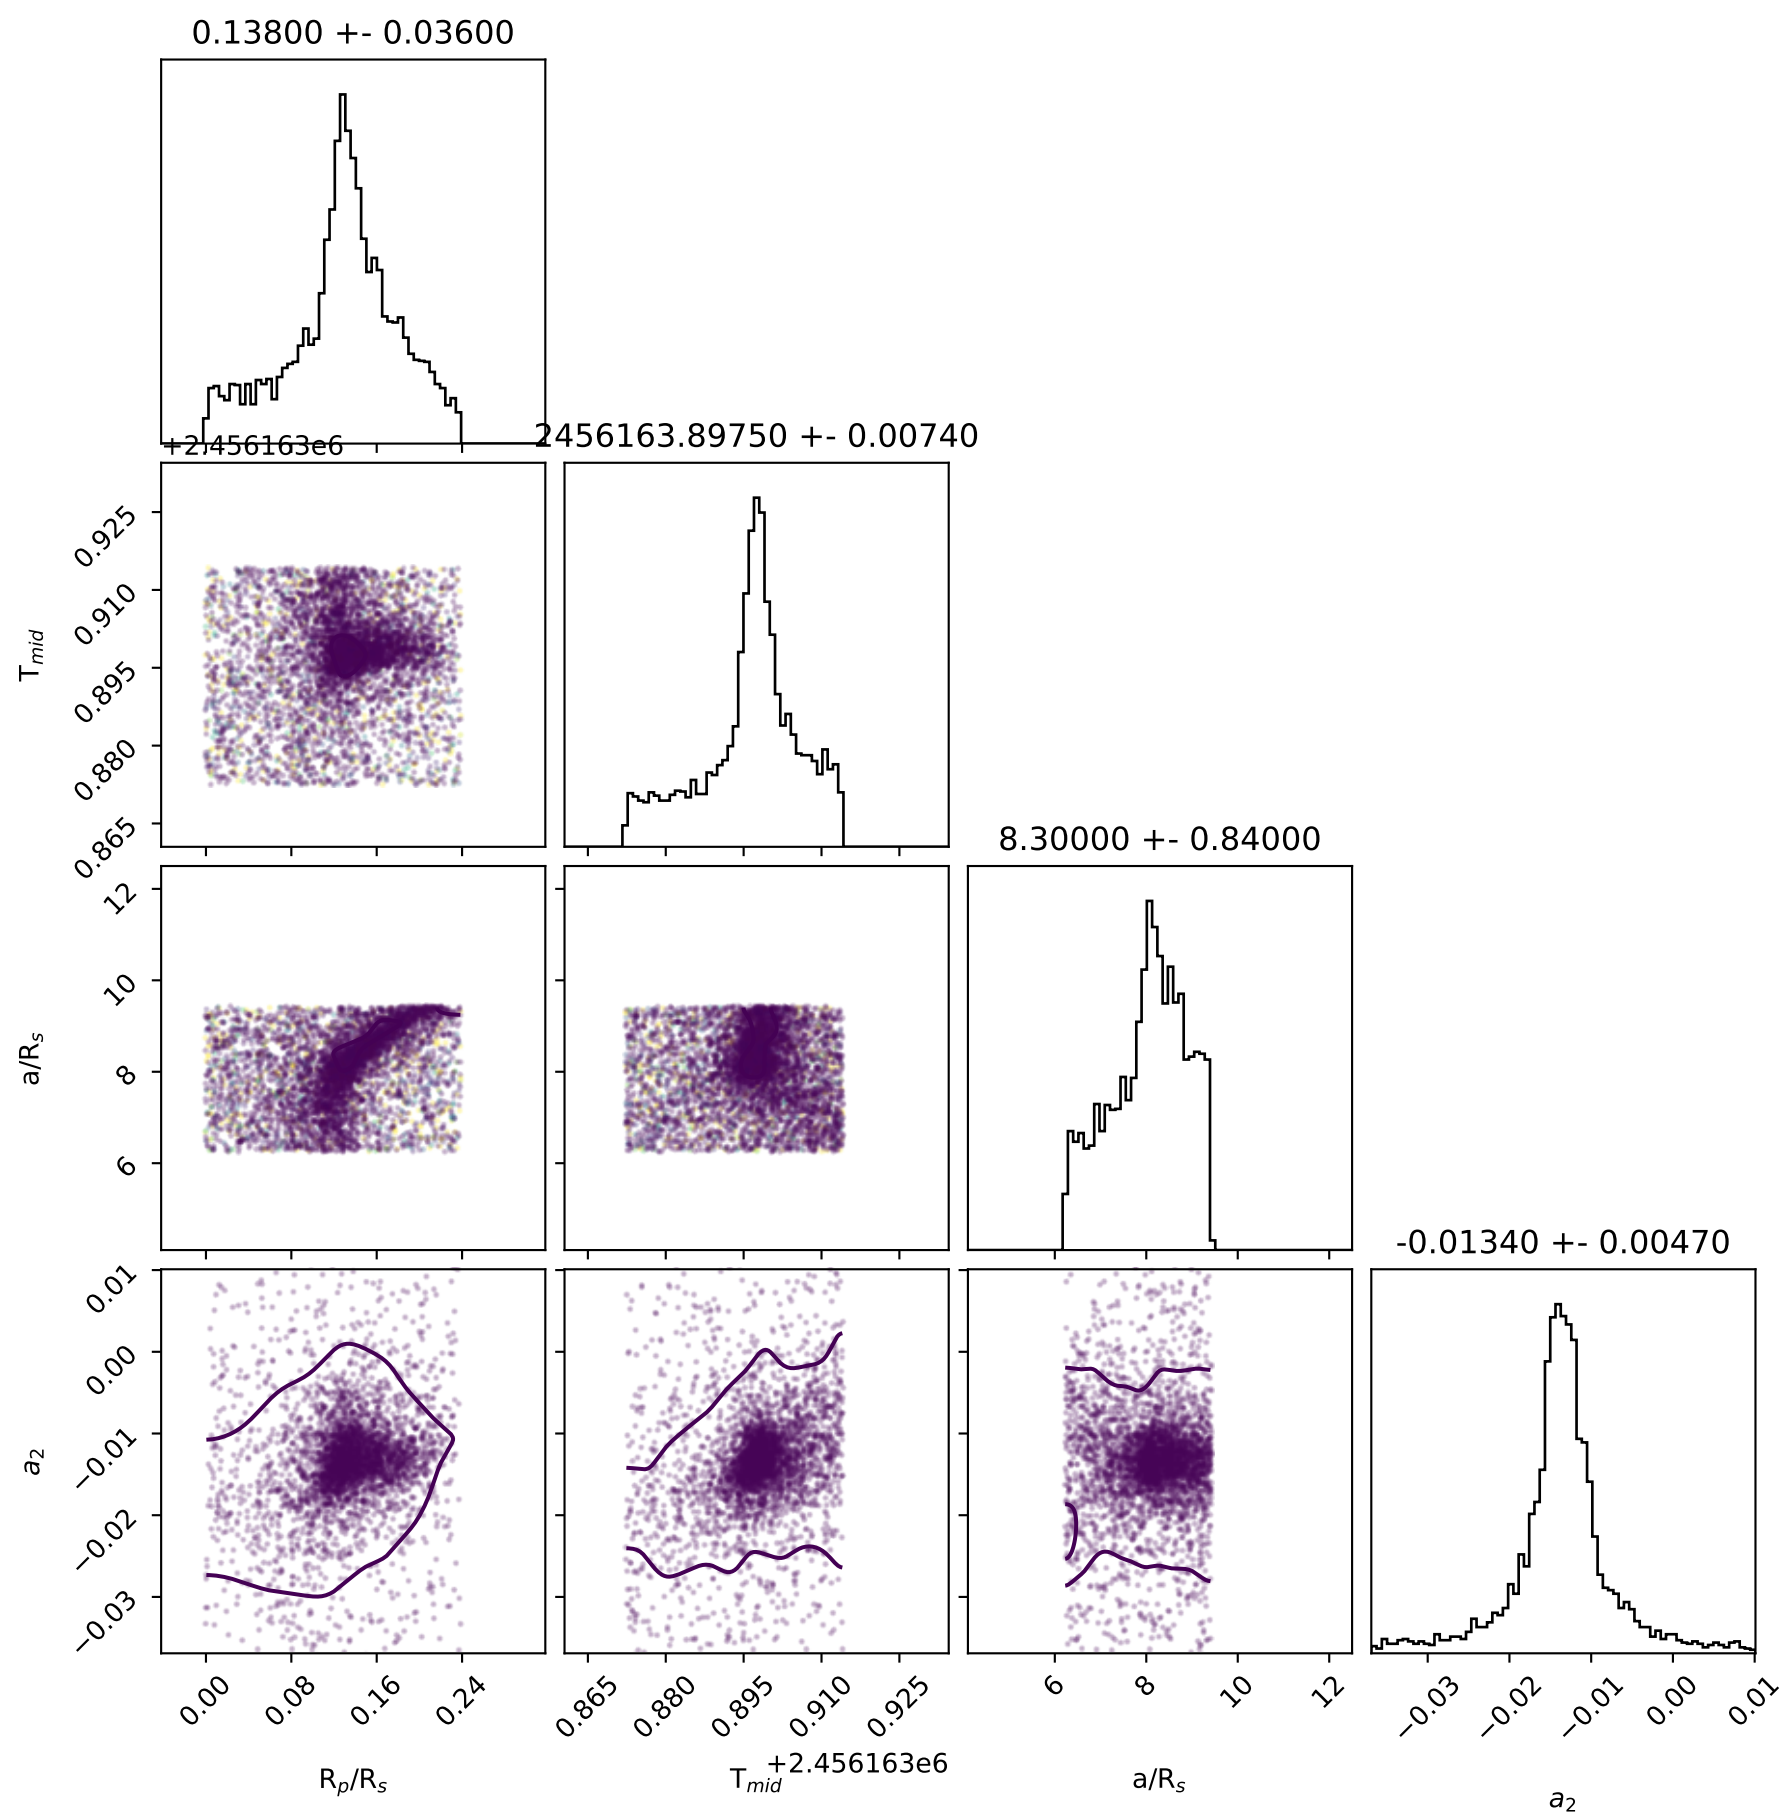 0.13800 +- 0.03600
+2.456163e6
2456163.89750 +- 0.00740
0.925
0.910
0.895
0.880
0.865
T_mid
8.30000 +- 0.84000
12
10
8
6
a/R_s
-0.01340 +- 0.00470
0.01
0.00
−0.01
−0.02
−0.03
a_2
0.00 0.08 0.16 0.24
0.865 0.880 0.895 0.910 0.925
6 8 10 12
−0.03 −0.02 −0.01 0.00 0.01
+2.456163e6
R_p/R_s T_mid a/R_s a_2